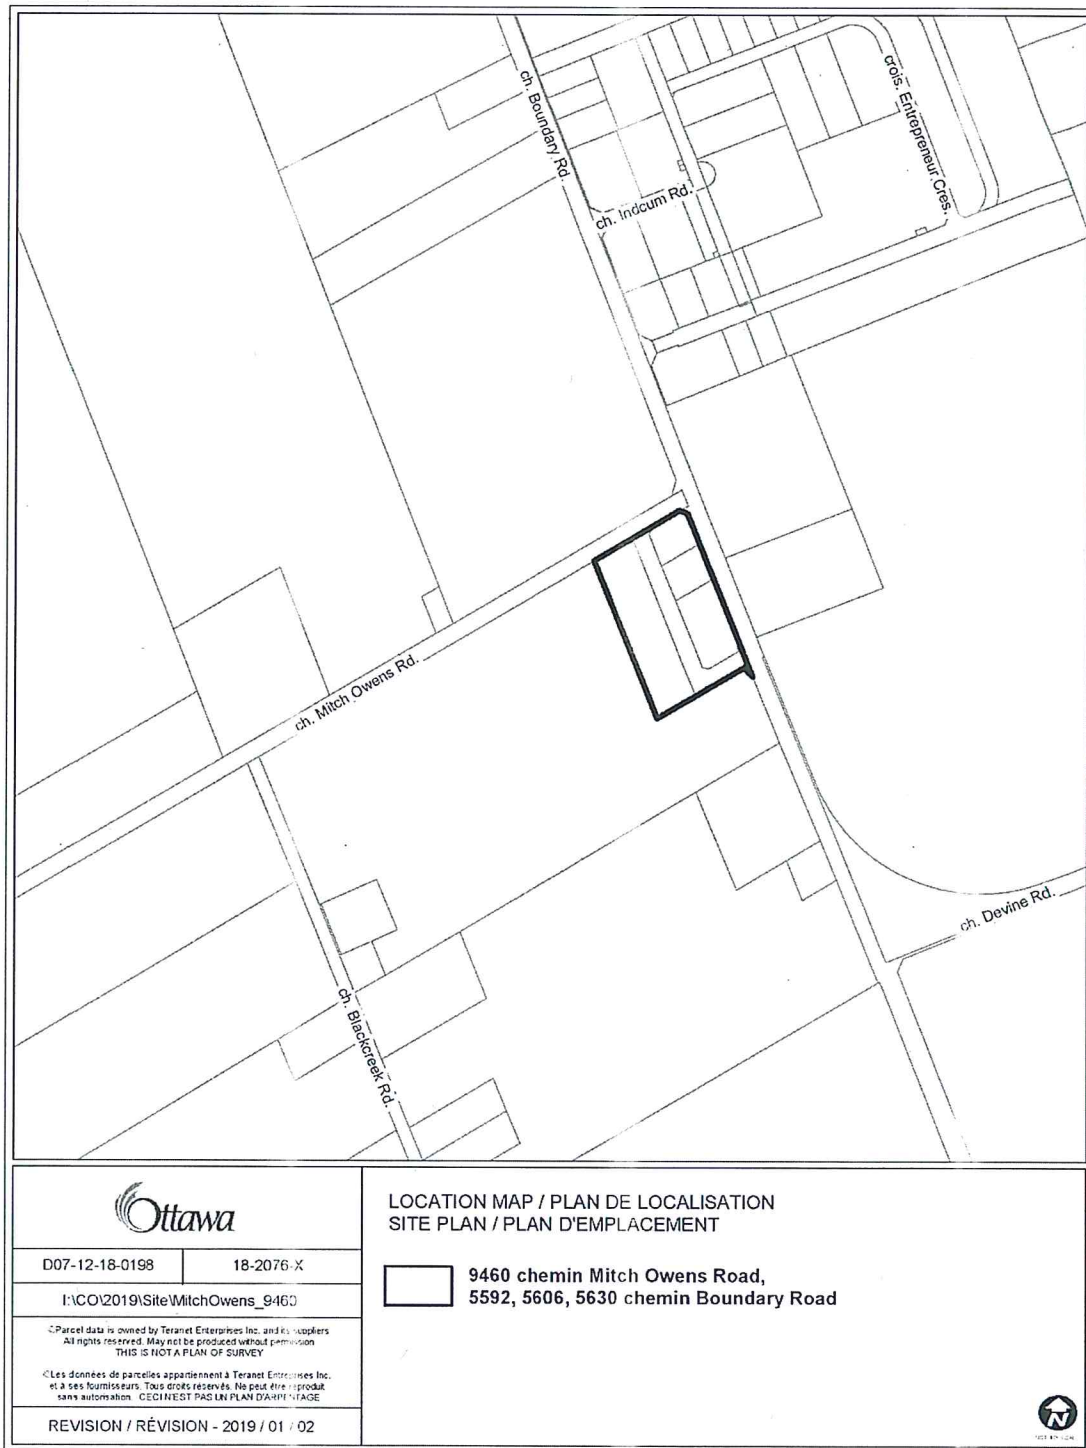 ch. Boundary Rd.
crois. Entrepreneur Cres.
ch. Indcum Rd.
ch. Mitch Owens Rd.
ch. Devine Rd.
ch. Blackcreek Rd.
Ottawa
D07-12-18-0198 18-2076-X
I:\CO\2019\Site\MitchOwens_9460
©Parcel data is owned by Teranet Enterprises Inc. and its suppliers
All rights reserved. May not be produced without permission
THIS IS NOT A PLAN OF SURVEY
©Les données de parcelles appartiennent à Teranet Entreprises Inc.
et à ses fournisseurs. Tous droits réservés. Ne peut être reproduit
sans autorisation. CECI N'EST PAS UN PLAN D'ARPENTAGE
REVISION / RÉVISION - 2019 / 01 / 02
LOCATION MAP / PLAN DE LOCALISATION
SITE PLAN / PLAN D'EMPLACEMENT
9460 chemin Mitch Owens Road,
5592, 5606, 5630 chemin Boundary Road
N